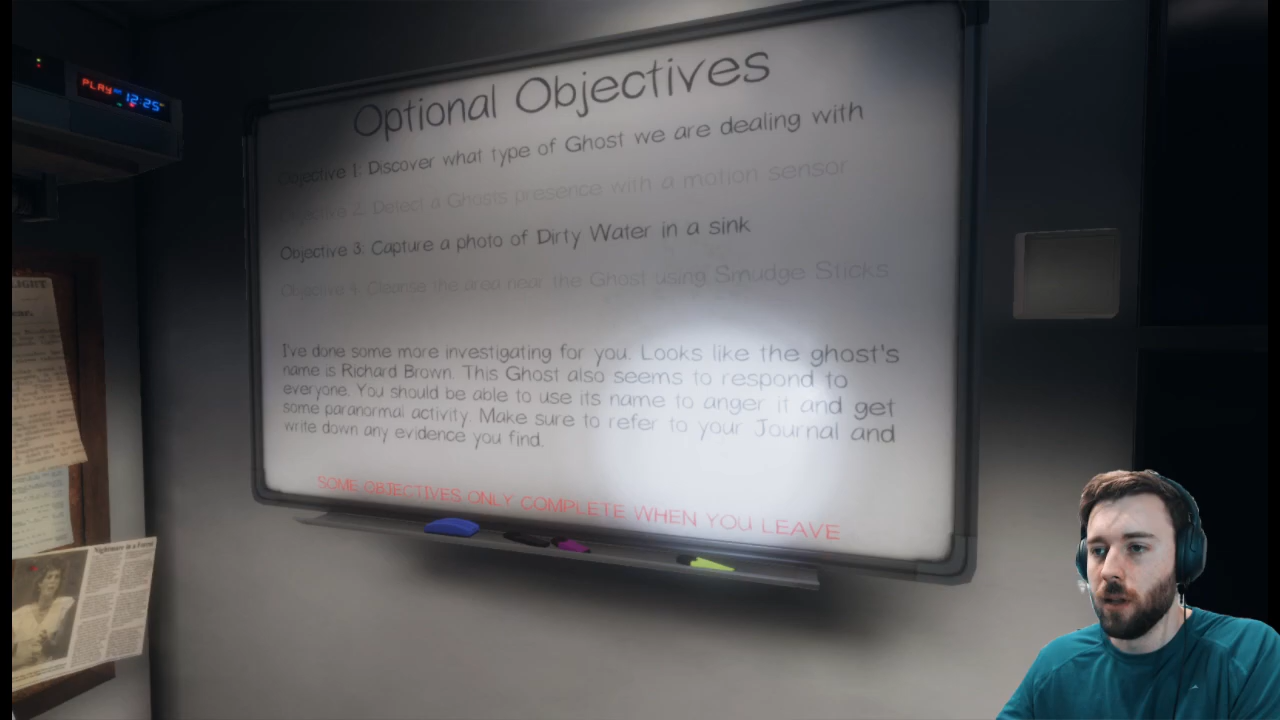 PLAY
12:25
Optional Objectives
Objective 1: Discover what type of Ghost we are dealing with
Objective 2: Detect a Ghosts presence with a motion sensor
Objective 3: Capture a photo of Dirty Water in a sink
Objective 4: Cleanse the area near the Ghost using Smudge Sticks
I've done some more investigating for you. Looks like the ghost's
name is Richard Brown. This Ghost also seems to respond to
everyone. You should be able to use its name to anger it and get
some paranormal activity. Make sure to refer to your Journal and
write down any evidence you find.
SOME OBJECTIVES ONLY COMPLETE WHEN YOU LEAVE
LIGHT
Nightmare in a Forest